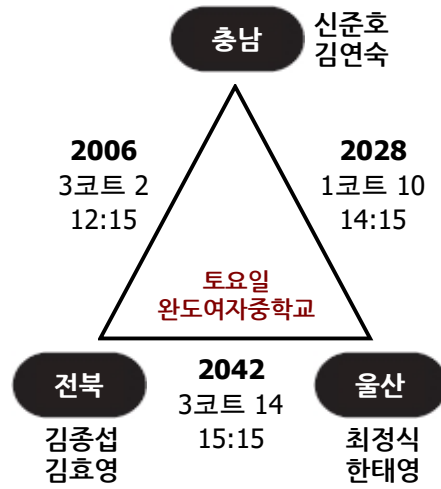 충남
신준호
김연숙
2006
3코트 2
12:15
2028
1코트 10
14:15
토요일
완도여자중학교
전북
김종섭
김효영
2042
3코트 14
15:15
울산
최정식
한태영